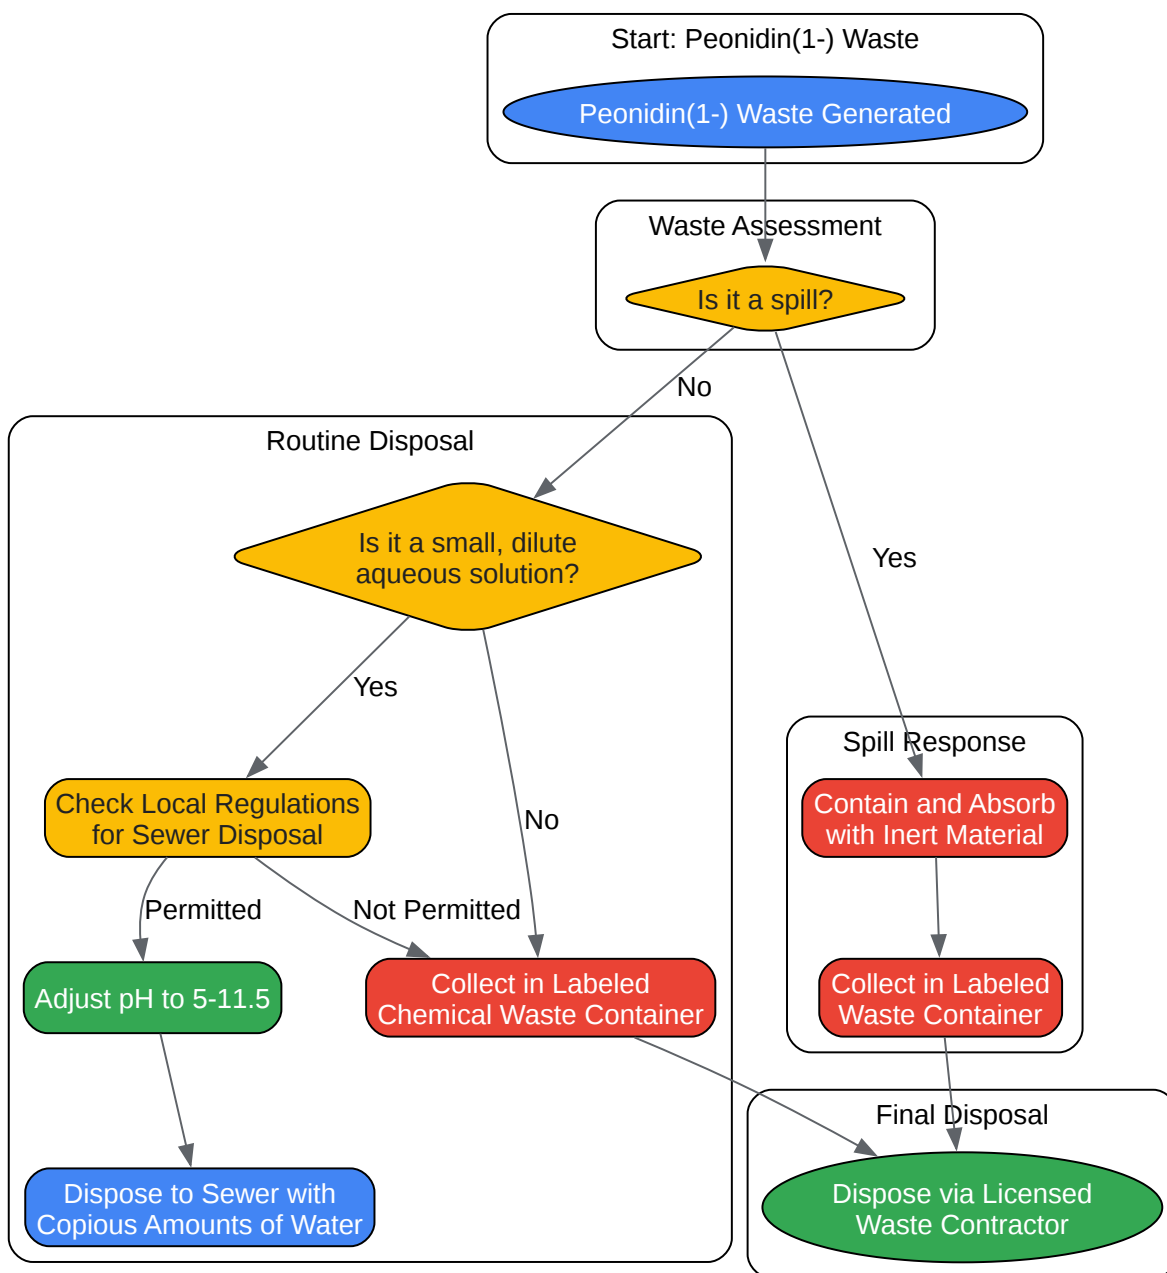 Start: Peonidin(1-) Waste
Peonidin(1-) Waste Generated
Waste Assessment
Is it a spill?
No
Yes
Routine Disposal
Is it a small, dilute
aqueous solution?
Yes
No
Check Local Regulations
for Sewer Disposal
Permitted
Not Permitted
Adjust pH to 5-11.5
Collect in Labeled
Chemical Waste Container
Dispose to Sewer with
Copious Amounts of Water
Spill Response
Contain and Absorb
with Inert Material
Collect in Labeled
Waste Container
Final Disposal
Dispose via Licensed
Waste Contractor